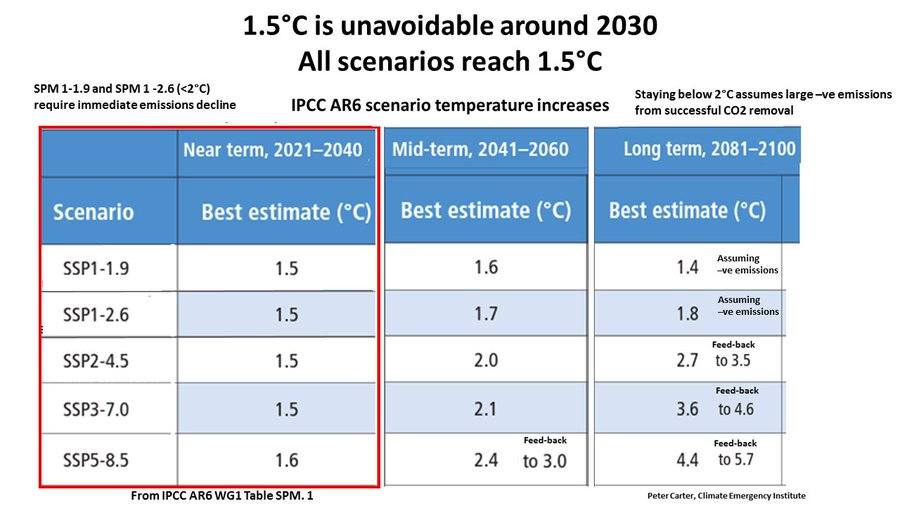 1.5°C is unavoidable around 2030
All scenarios reach 1.5°C
SPM 1-1.9 and SPM 1 -2.6 (<2°C)
require immediate emissions decline
IPCC AR6 scenario temperature increases
Staying below 2°C assumes large –ve emissions
from successful CO2 removal
Near term, 2021–2040 Mid-term, 2041–2060 Long term, 2081–2100
Scenario Best estimate (°C) Best estimate (°C) Best estimate (°C)
SSP1-1.9 1.5 1.6 1.4 Assuming
–ve emissions
SSP1-2.6 1.5 1.7 1.8 Assuming
–ve emissions
Feed-back
SSP2-4.5 1.5 2.0 2.7 to 3.5
Feed-back
SSP3-7.0 1.5 2.1 3.6 to 4.6
Feed-back Feed-back
SSP5-8.5 1.6 2.4 to 3.0 4.4 to 5.7
From IPCC AR6 WG1 Table SPM. 1
Peter Carter, Climate Emergency Institute